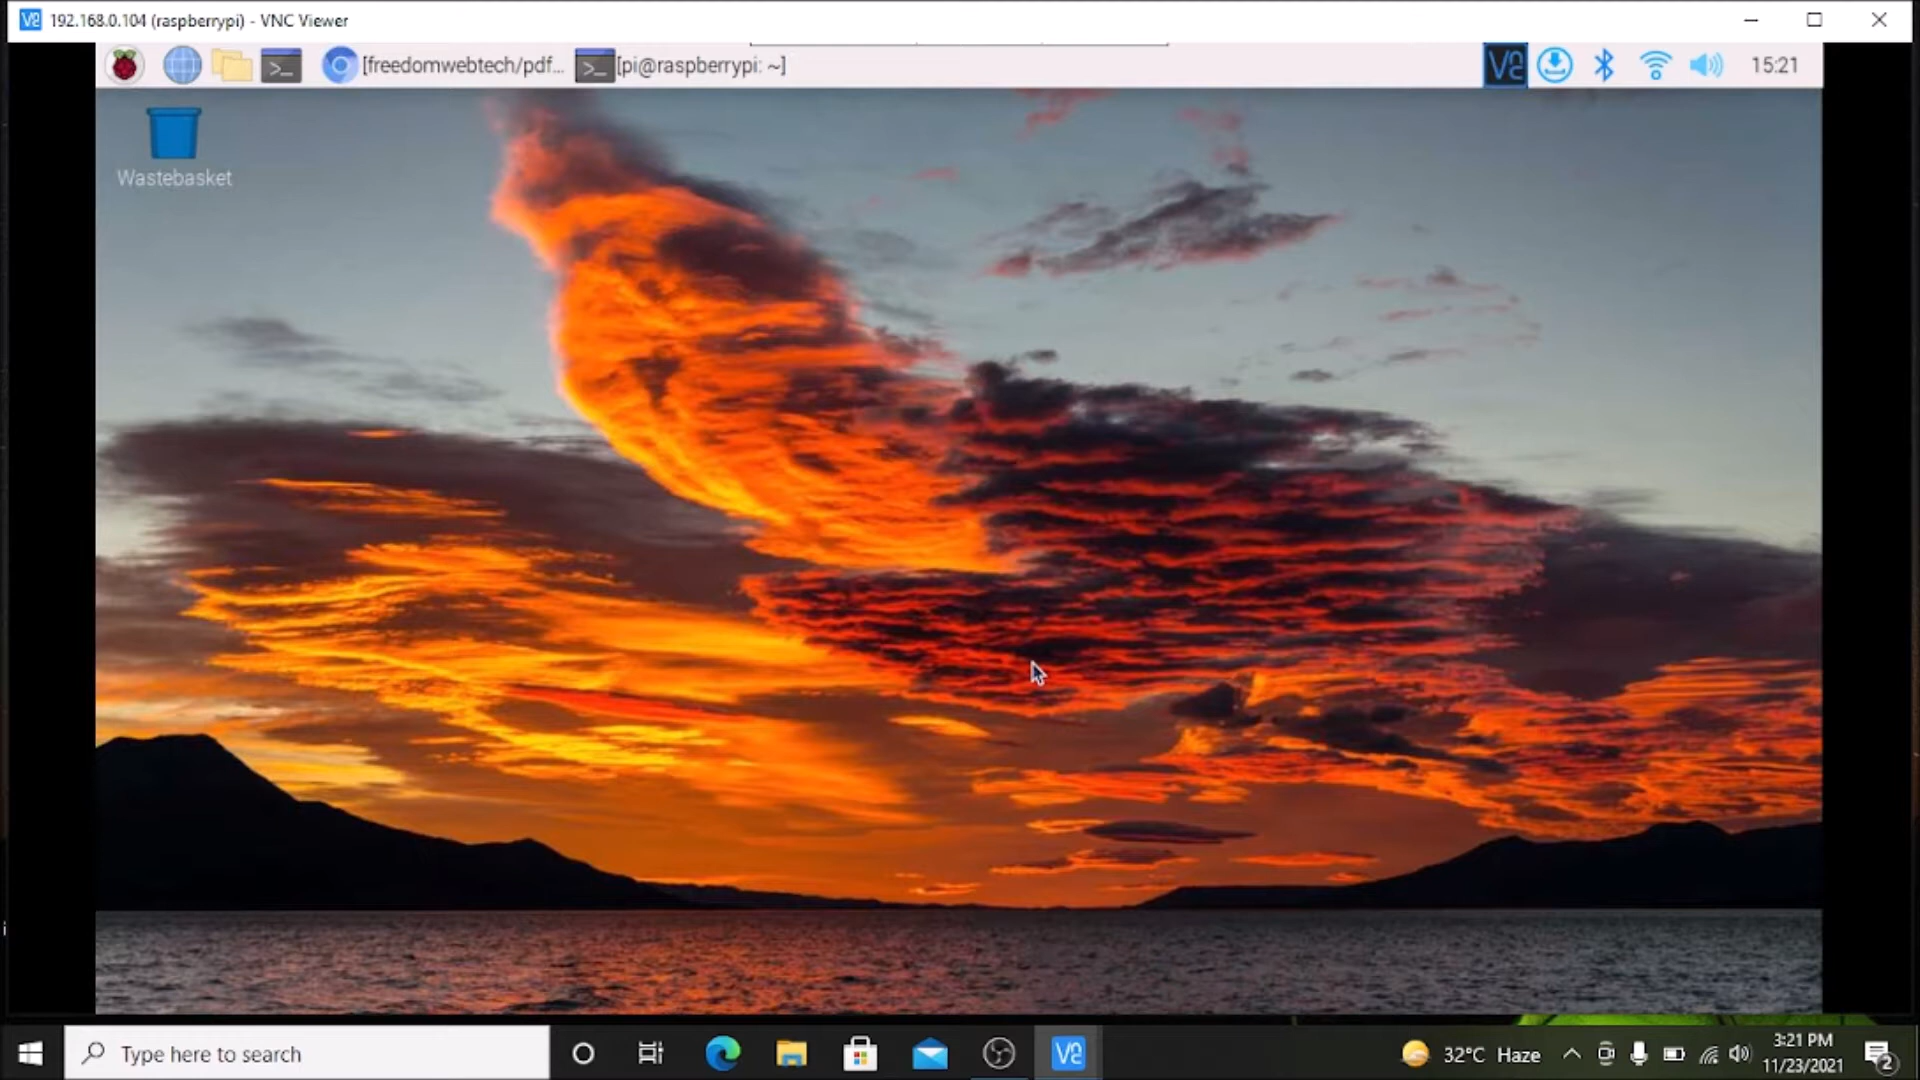 192.168.0.104 (raspberrypi) - VNC Viewer
[freedomwebtech/pdf... [pi@raspberrypi: ~] 15:21
Wastebasket
Type here to search
32°C Haze
3:21 PM
11/23/2021
2